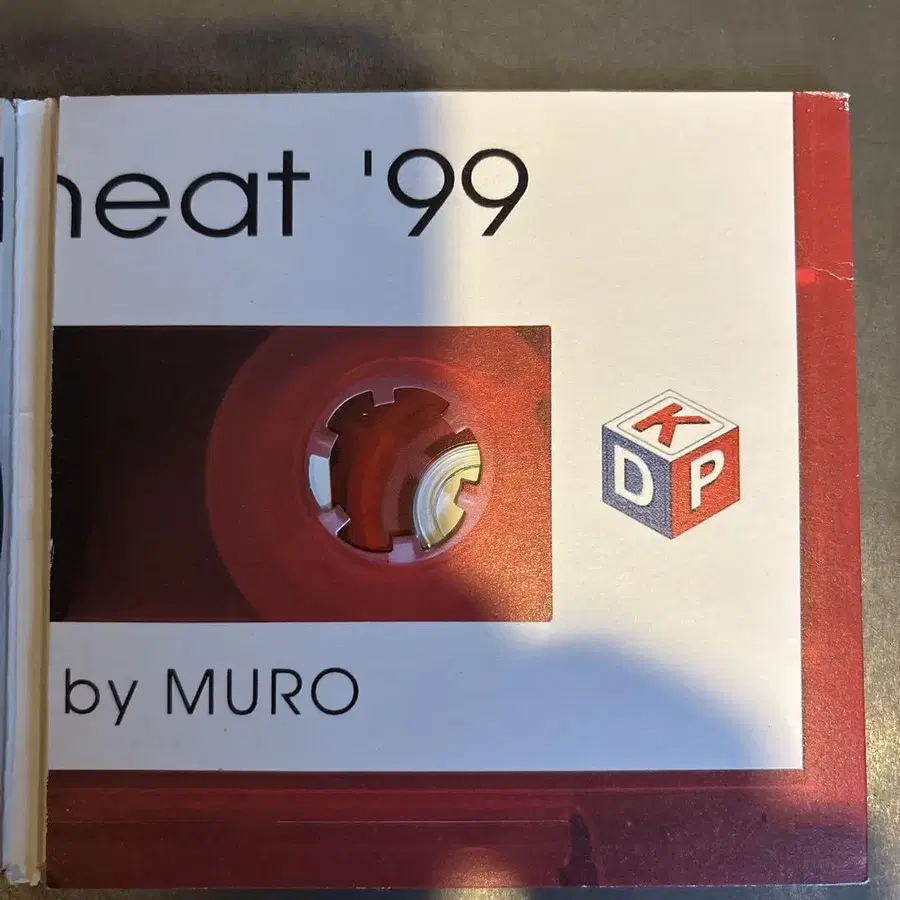 heat '99
K
D P
by MURO